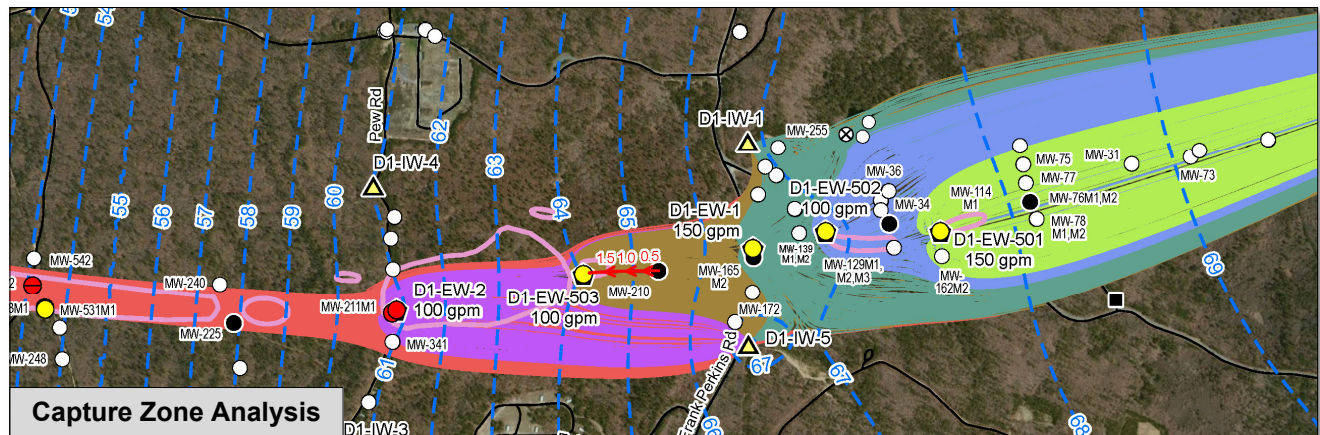 54
D1-IW-1
MW-255
Pew Rd
62
63
D1-IW-4
MW-36
MW-75
MW-31
MW-73
MW-77
D1-EW-502
100 gpm
MW-34
MW-114
M1
MW-76M1,M2
55
56
57
58
59
60
64
65
D1-EW-1
150 gpm
MW-78
M1,M2
D1-EW-501
150 gpm
MW-139
M1,M2
MW-129M1,
M2,M3
MW-
162M2
69
MW-542
1.5 1.0 0.5
MW-240
MW-210
MW-165
M2
D1-EW-2
100 gpm
D1-EW-503
100 gpm
MW-211M1
MW-531M1
MW-225
MW-172
D1-IW-5
MW-341
MW-248
61
67
67
Frank Perkins Rd
66
68
Capture Zone Analysis
D1-IW-3